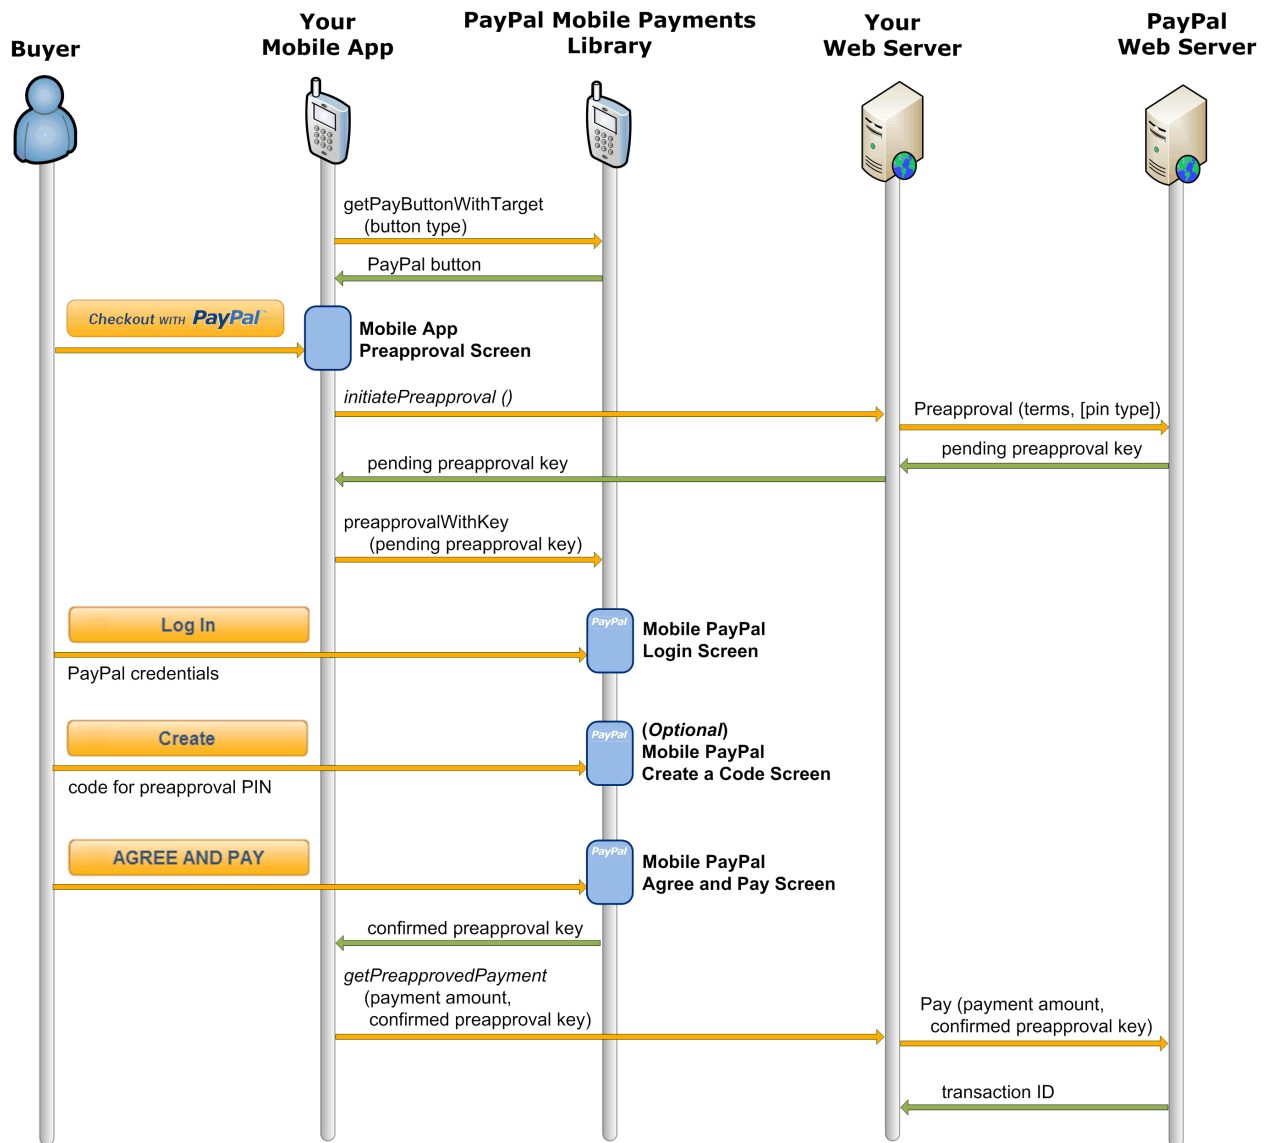 Buyer
Your
Mobile App
PayPal Mobile Payments
Library
Your
Web Server
PayPal
Web Server
getPayButtonWithTarget
(button type)
PayPal button
Checkout WITH PayPal™
Mobile App
Preapproval Screen
initiatePreapproval ()
Preapproval (terms, [pin type])
pending preapproval key
pending preapproval key
preapprovalWithKey
(pending preapproval key)
Log In
PayPal
Mobile PayPal
Login Screen
PayPal credentials
Create
PayPal
(Optional)
Mobile PayPal
Create a Code Screen
code for preapproval PIN
AGREE AND PAY
PayPal
Mobile PayPal
Agree and Pay Screen
confirmed preapproval key
getPreapprovedPayment
(payment amount,
confirmed preapproval key)
Pay (payment amount,
confirmed preapproval key)
transaction ID